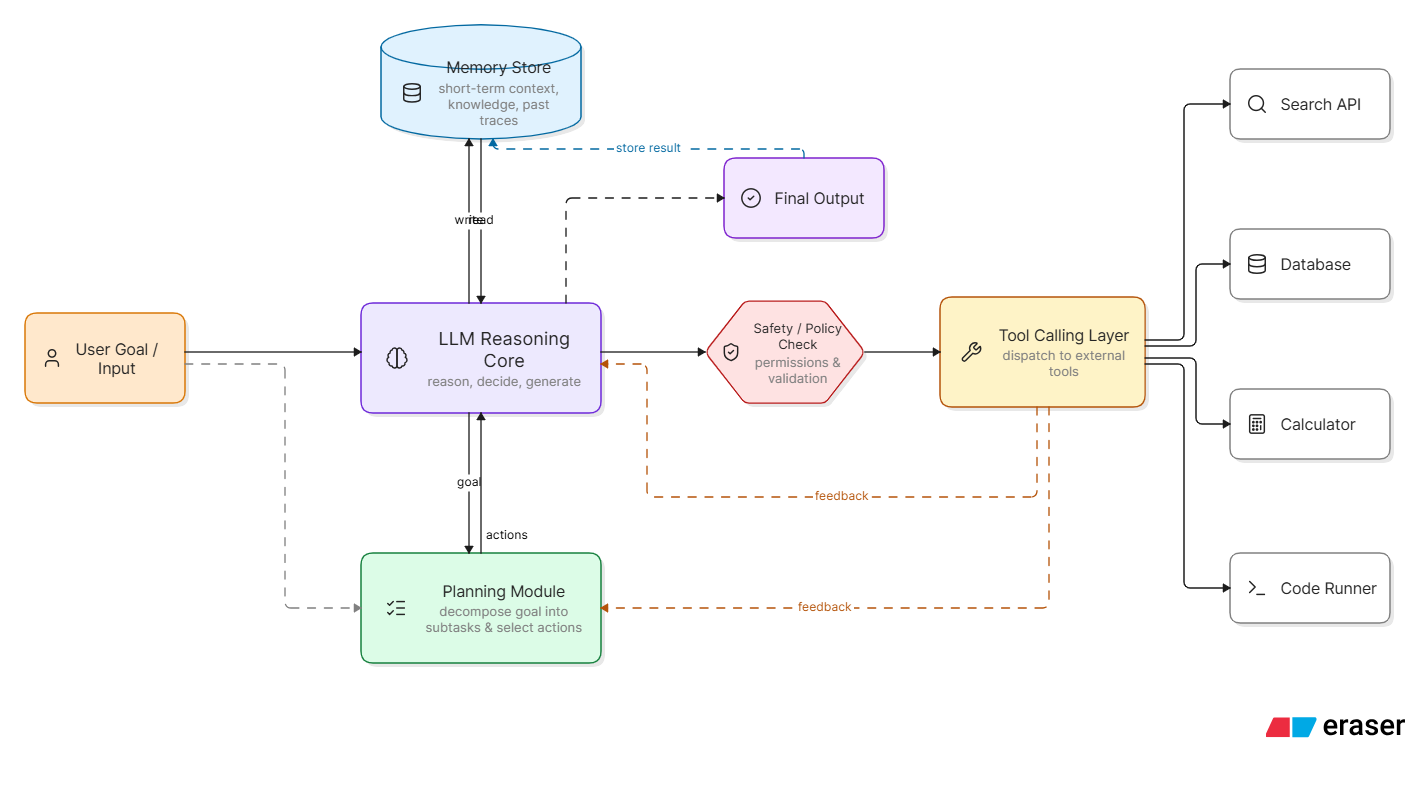 Memory Store
short-term context,
knowledge, past
traces
store result
Search API
Final Output
write
read
Database
User Goal /
Input
LLM Reasoning
Core
reason, decide, generate
Safety / Policy
Check
permissions &
validation
Tool Calling Layer
dispatch to external
tools
Calculator
goal
feedback
actions
Planning Module
decompose goal into
subtasks & select actions
feedback
Code Runner
eraser